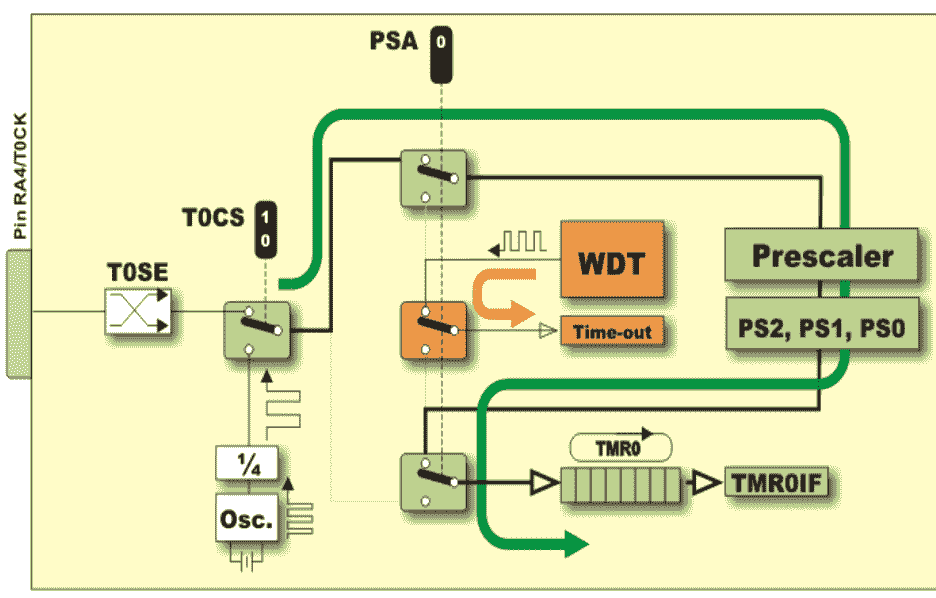 PSA
0
Pin RA4/T0CK
T0CS
1
0
T0SE
WDT
Prescaler
Time-out
PS2, PS1, PS0
TMR0
¼
TMR0IF
Osc.